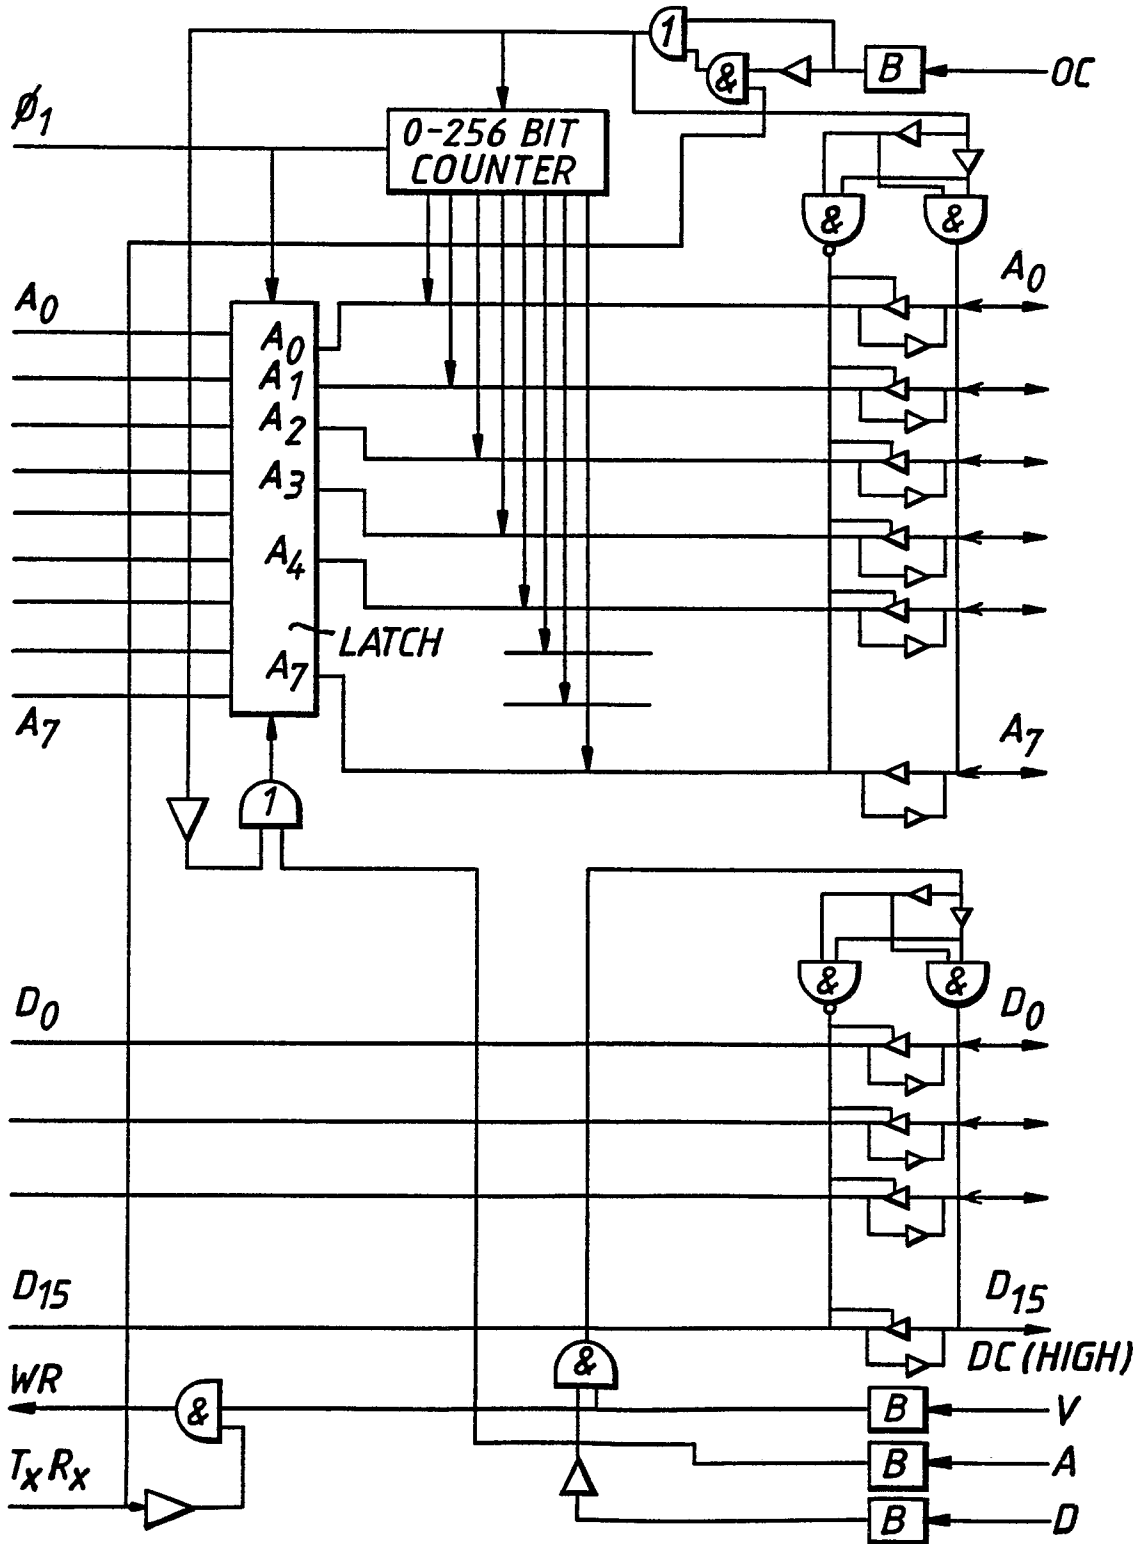 1
& B OC
Ø1
0-256 BIT
COUNTER
& &
A0
A0
A0
A1
A2
A3
A4
LATCH
A7
A7
A7
1
& &
D0
D0
D15
D15
DC (HIGH)
&
WR
&
B V
TxRx
B A
B D